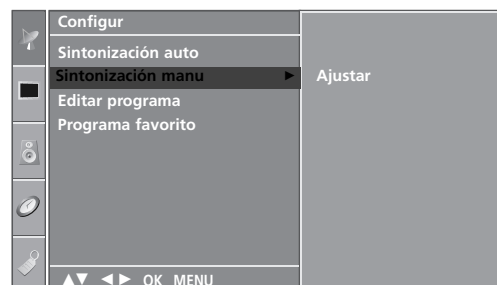 Configur
Sintonización auto
Sintonización manu ► Ajustar
Editar programa
Programa favorito
▲▼ ◄► OK MENU